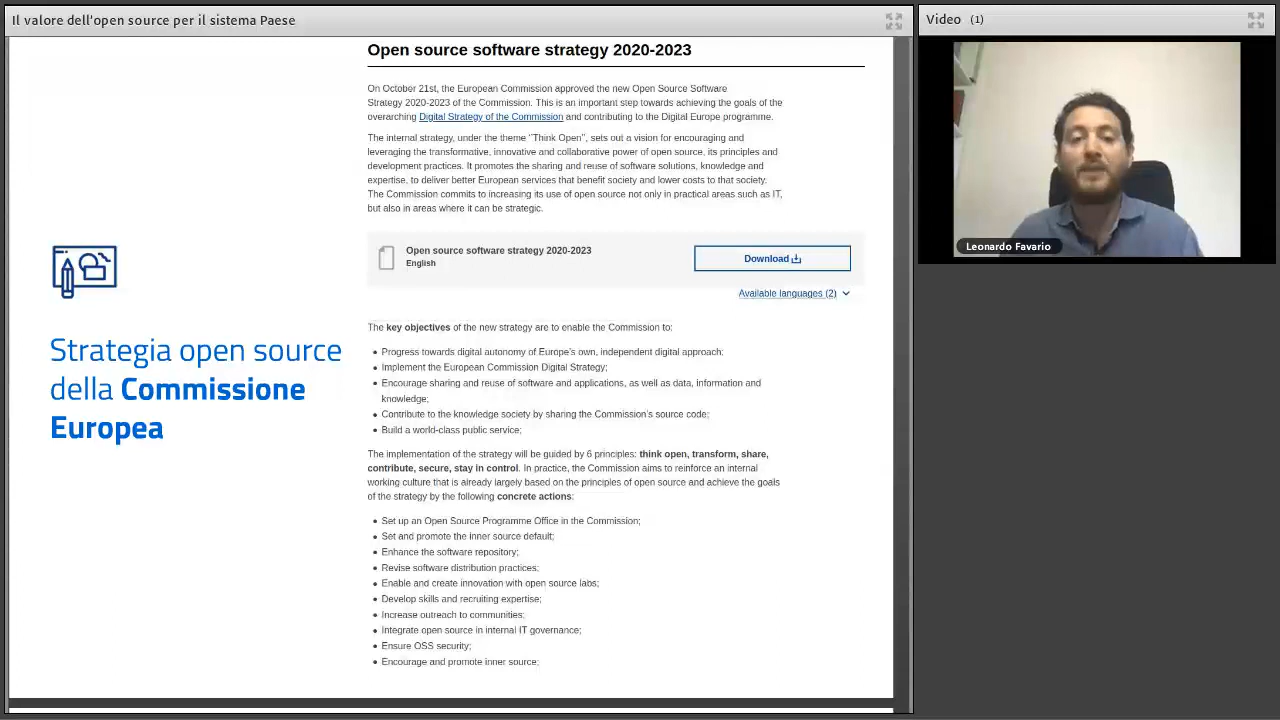 Il valore dell'open source per il sistema Paese
Video (1)
Leonardo Favario
Strategia open source
della Commissione
Europea
Open source software strategy 2020-2023
On October 21st, the European Commission approved the new Open Source Software
Strategy 2020-2023 of the Commission. This is an important step towards achieving the goals of the
overarching Digital Strategy of the Commission and contributing to the Digital Europe programme.
The internal strategy, under the theme “Think Open”, sets out a vision for encouraging and
leveraging the transformative, innovative and collaborative power of open source, its principles and
development practices. It promotes the sharing and reuse of software solutions, knowledge and
expertise, to deliver better European services that benefit society and lower costs to that society.
The Commission commits to increasing its use of open source not only in practical areas such as IT,
but also in areas where it can be strategic.
Open source software strategy 2020-2023
English
Download
Available languages (2)
The key objectives of the new strategy are to enable the Commission to:
• Progress towards digital autonomy of Europe's own, independent digital approach;
• Implement the European Commission Digital Strategy;
• Encourage sharing and reuse of software and applications, as well as data, information and
knowledge;
• Contribute to the knowledge society by sharing the Commission's source code;
• Build a world-class public service;
The implementation of the strategy will be guided by 6 principles: think open, transform, share,
contribute, secure, stay in control. In practice, the Commission aims to reinforce an internal
working culture that is already largely based on the principles of open source and achieve the goals
of the strategy by the following concrete actions:
• Set up an Open Source Programme Office in the Commission;
• Set and promote the inner source default;
• Enhance the software repository;
• Revise software distribution practices;
• Enable and create innovation with open source labs;
• Develop skills and recruiting expertise;
• Increase outreach to communities;
• Integrate open source in internal IT governance;
• Ensure OSS security;
• Encourage and promote inner source;